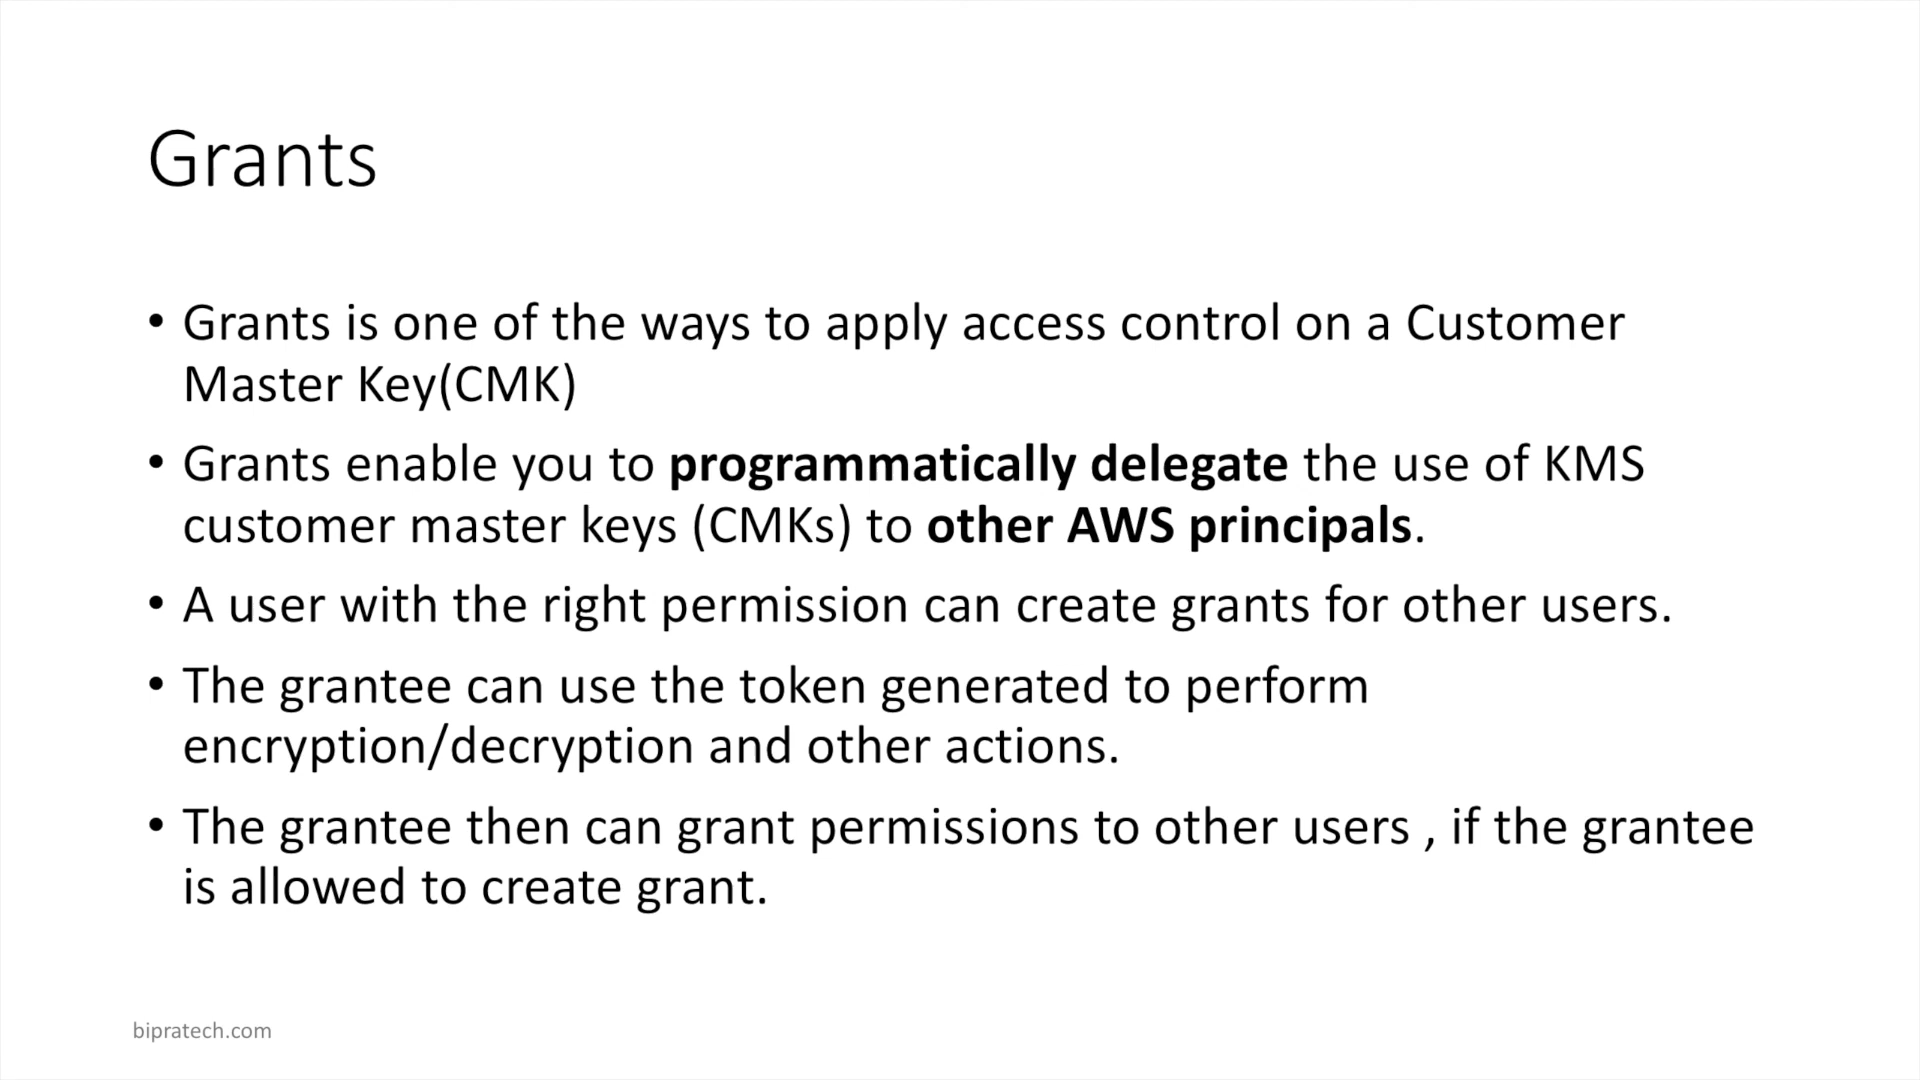 Grants
• Grants is one of the ways to apply access control on a Customer
Master Key(CMK)
• Grants enable you to programmatically delegate the use of KMS
customer master keys (CMKs) to other AWS principals.
• A user with the right permission can create grants for other users.
• The grantee can use the token generated to perform
encryption/decryption and other actions.
• The grantee then can grant permissions to other users , if the grantee
is allowed to create grant.
bipratech.com